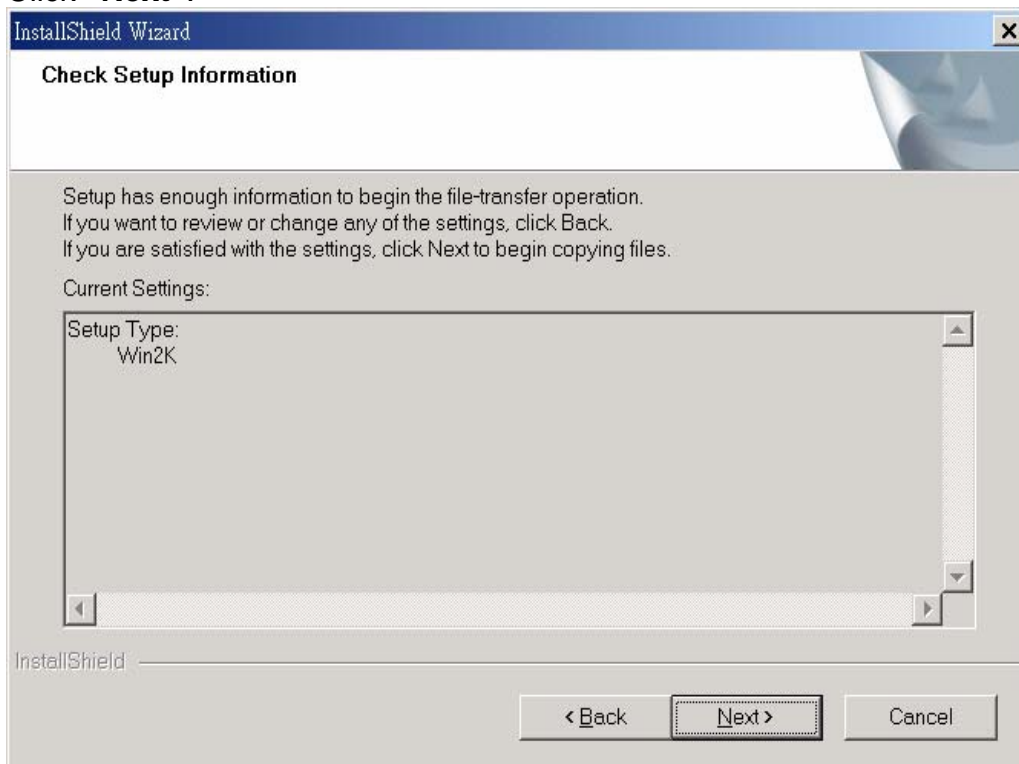 InstallShield Wizard
Check Setup Information
Setup has enough information to begin the file-transfer operation.
If you want to review or change any of the settings, click Back.
If you are satisfied with the settings, click Next to begin copying files.
Current Settings:
Setup Type:
Win2K
InstallShield
< Back Next > Cancel